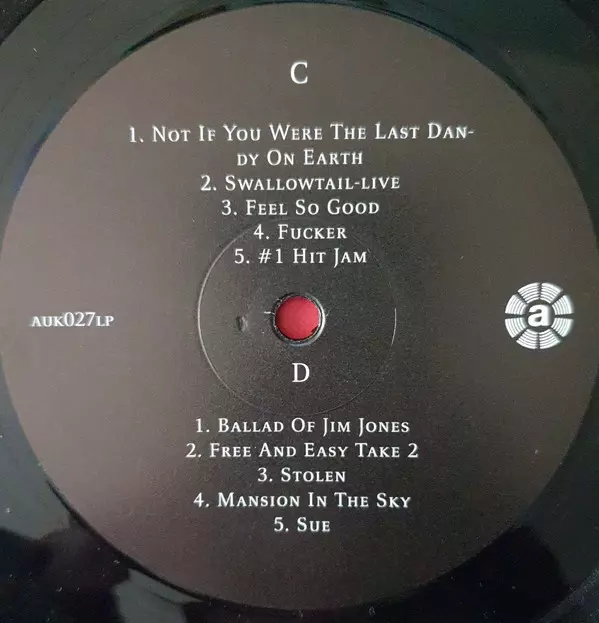 C
1. Not If You Were The Last Dan-
dy On Earth
2. Swallowtail-live
3. Feel So Good
4. Fucker
5. #1 Hit Jam
auk027lp
a
D
1. Ballad Of Jim Jones
2. Free And Easy Take 2
3. Stolen
4. Mansion In The Sky
5. Sue